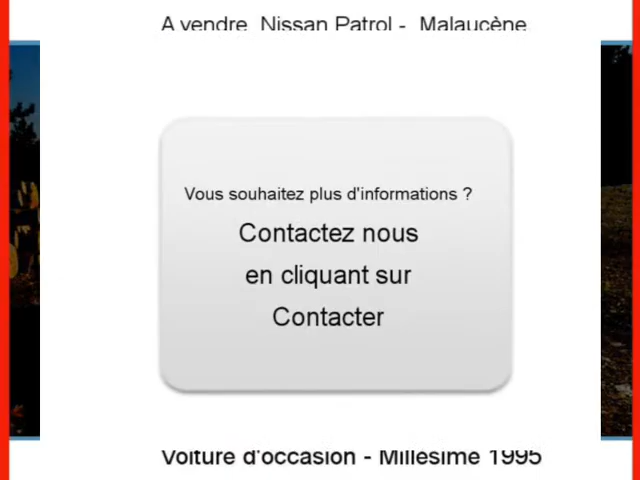 A vendre Nissan Patrol - Malaucène
Vous souhaitez plus d'informations ?
Contactez nous
en cliquant sur
Contacter
Voiture d'occasion - Millésime 1995